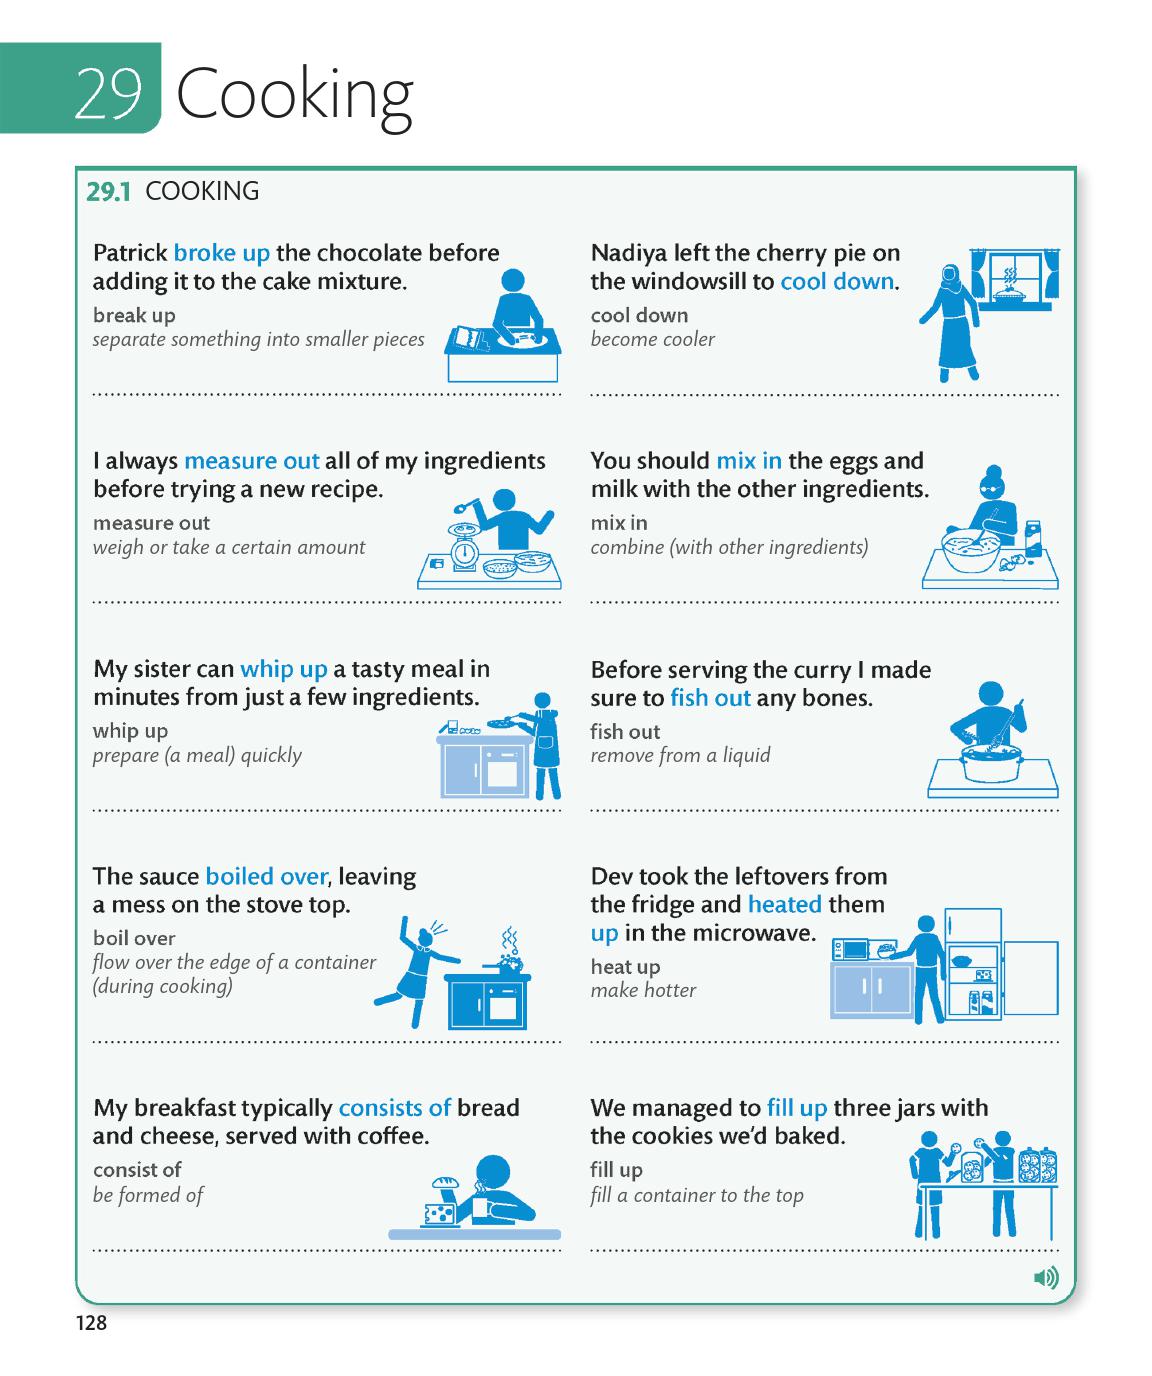 29 Cooking
29.1 COOKING
Patrick broke up the chocolate before
adding it to the cake mixture.
break up
separate something into smaller pieces
Nadiya left the cherry pie on
the windowsill to cool down.
cool down
become cooler
I always measure out all of my ingredients
before trying a new recipe.
measure out
weigh or take a certain amount
You should mix in the eggs and
milk with the other ingredients.
mix in
combine (with other ingredients)
My sister can whip up a tasty meal in
minutes from just a few ingredients.
whip up
prepare (a meal) quickly
Before serving the curry I made
sure to fish out any bones.
fish out
remove from a liquid
The sauce boiled over, leaving
a mess on the stove top.
boil over
flow over the edge of a container
(during cooking)
Dev took the leftovers from
the fridge and heated them
up in the microwave.
heat up
make hotter
My breakfast typically consists of bread
and cheese, served with coffee.
consist of
be formed of
We managed to fill up three jars with
the cookies we'd baked.
fill up
fill a container to the top
128